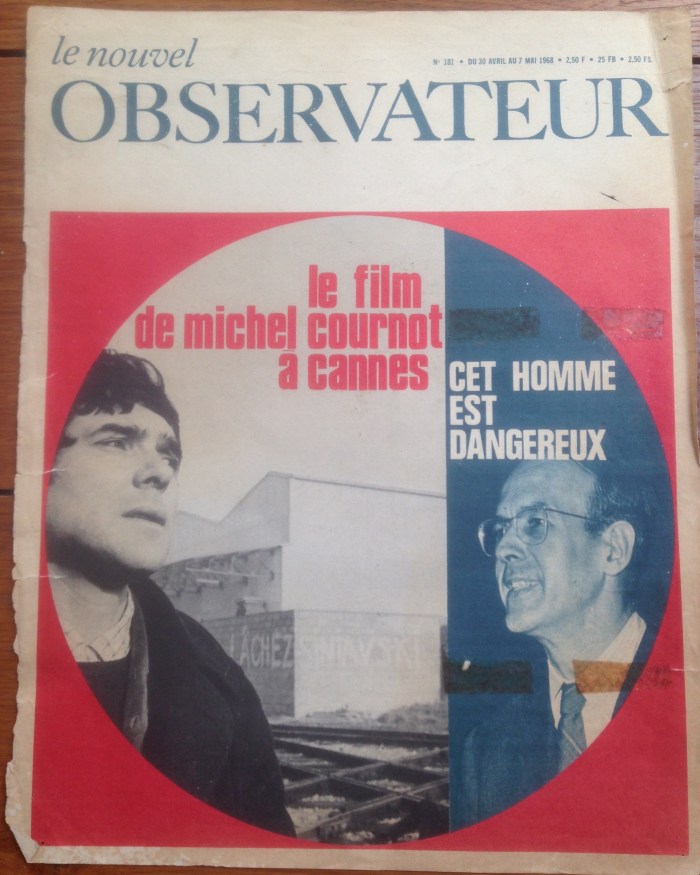 le nouvel
N° 181 • DU 30 AVRIL AU 7 MAI 1968 • 2,50 F • 25 FB • 2,50 FS
OBSERVATEUR
le film
de michel cournot
à cannes
CET HOMME
EST
DANGEREUX
LÂCHEZ